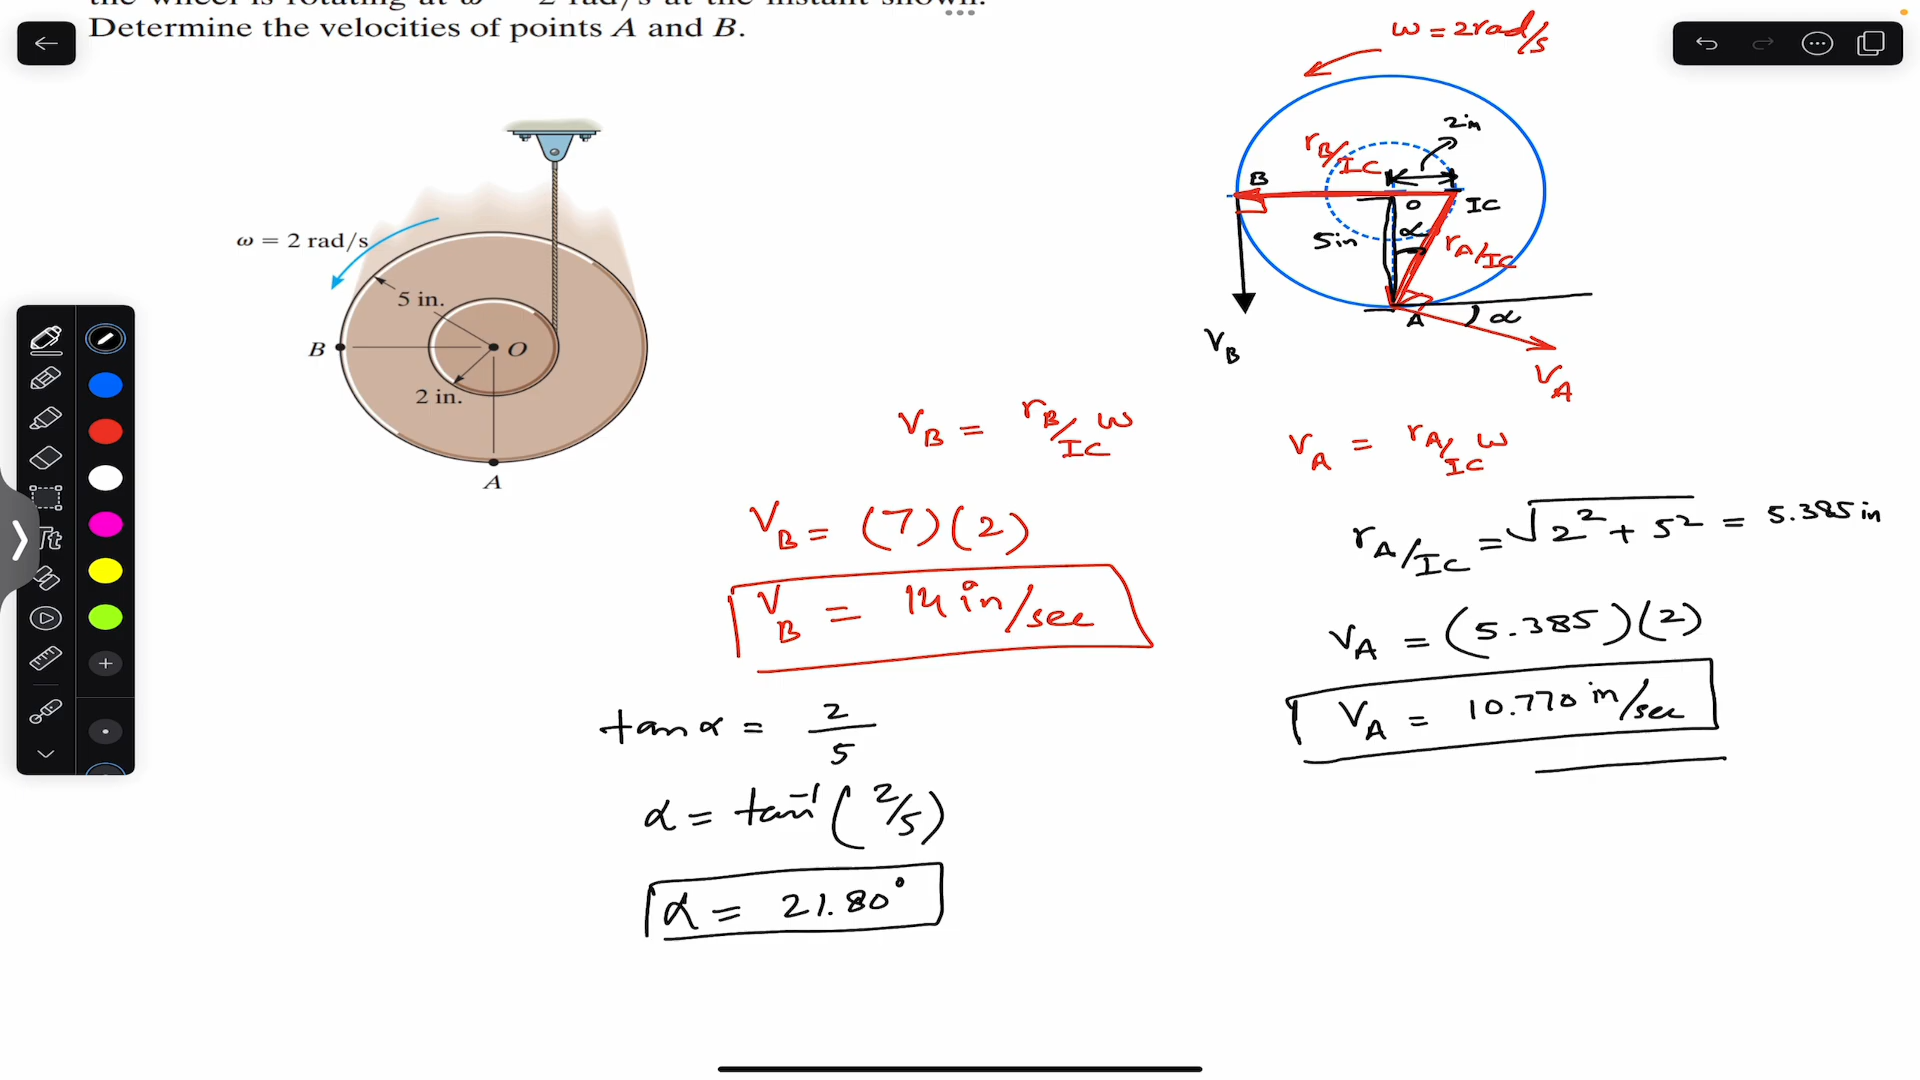 Determine the velocities of points A and B.
ω = 2 rad/s
5 in.
B
O
2 in.
A
ω = 2rad/s
2in
rB/IC
B
O
IC
5in
α
rA/IC
A
α
VB
VA
VB = rB/IC ω
VA = rA/IC ω
VB = (7)(2)
rA/IC = √2² + 5² = 5.385 in
VB = 14 in/sec
VA = (5.385)(2)
VA = 10.770 in/sec
tan α = 2/5
α = tan⁻¹(2/5)
α = 21.80°
Tt